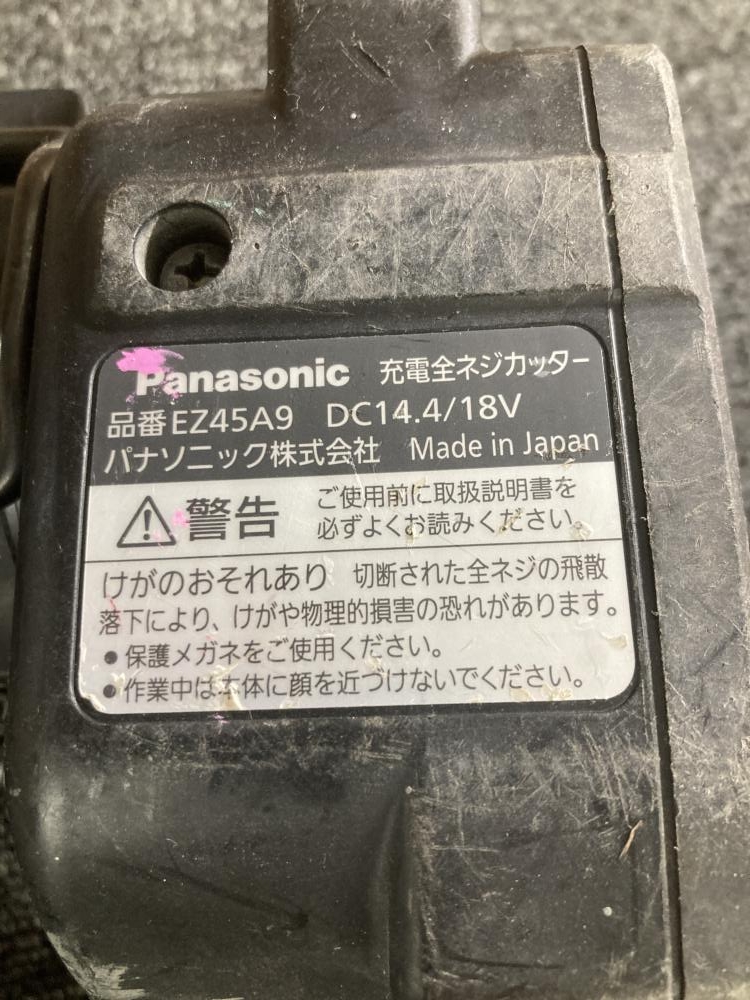 Panasonic 充電全ネジカッター
品番EZ45A9 DC14.4/18V
パナソニック株式会社 Made in Japan
警告 ご使用前に取扱説明書を
必ずよくお読みください。
けがのおそれあり 切断された全ネジの飛散
落下により、けがや物理的損害の恐れがあります。
●保護メガネをご使用ください。
●作業中は本体に顔を近づけないでください。